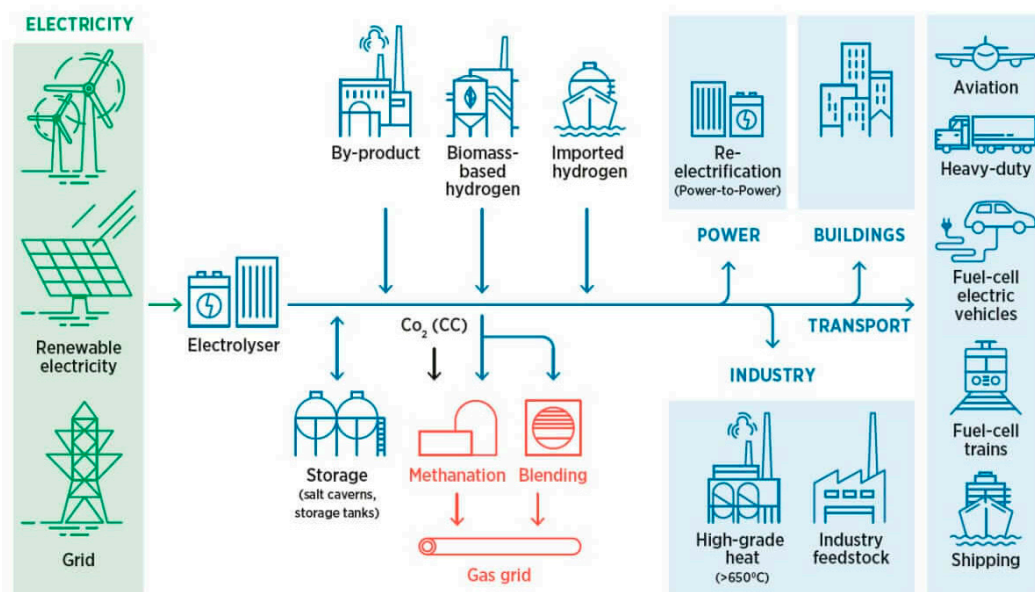 ELECTRICITY
Renewable
electricity
Grid
Electrolyser
By-product
Biomass-
based
hydrogen
Imported
hydrogen
Storage
(salt caverns,
storage tanks)
Co₂ (CC)
Methanation
Blending
Gas grid
Re-
electrification
(Power-to-Power)
POWER
BUILDINGS
TRANSPORT
INDUSTRY
High-grade
heat
(>650ºC)
Industry
feedstock
Aviation
Heavy-duty
Fuel-cell
electric
vehicles
Fuel-cell
trains
Shipping